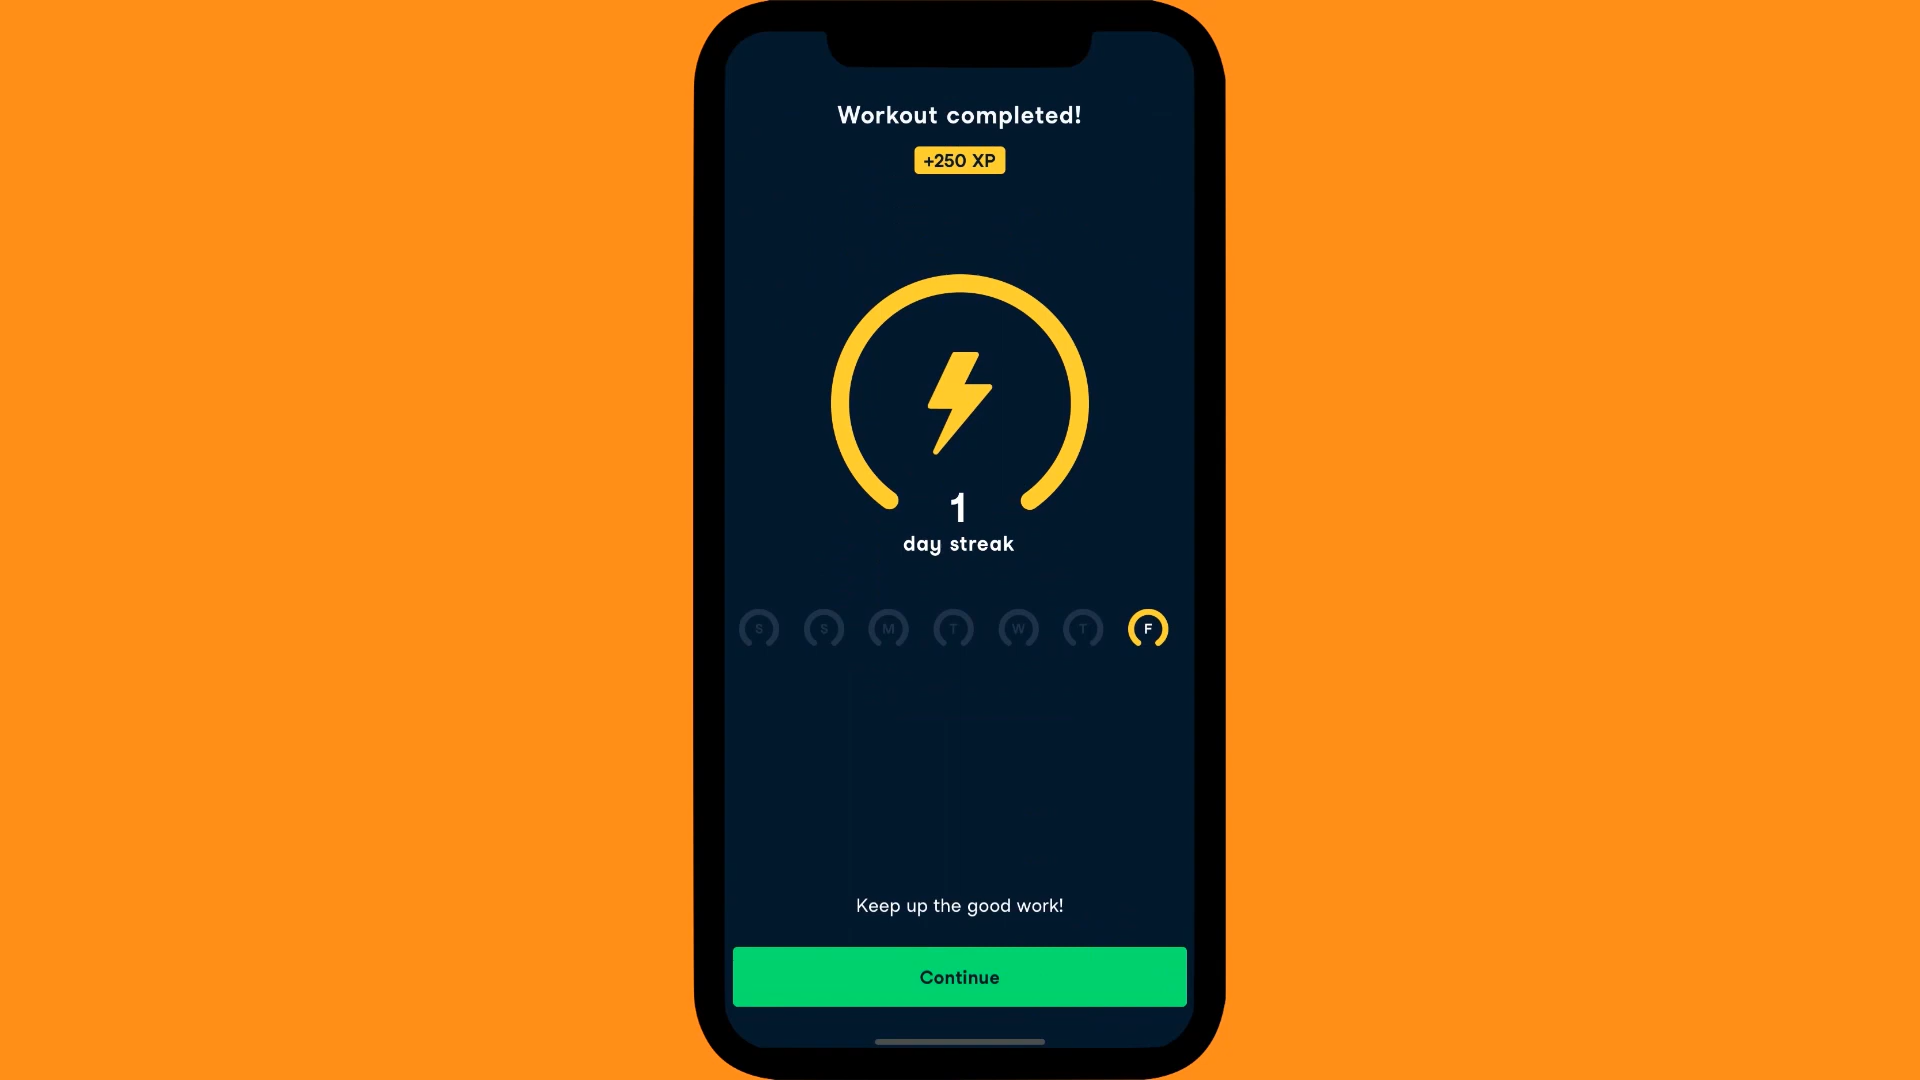 Workout completed!
+250 XP
1
day streak
S S M T W T F
Keep up the good work!
Continue